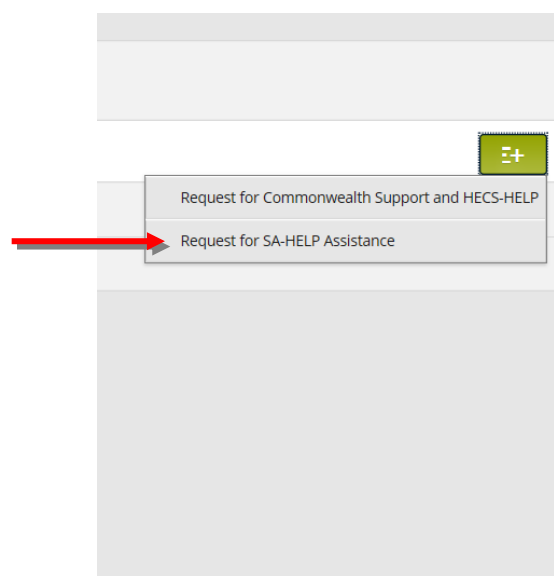 Request for Commonwealth Support and HECS-HELP
Request for SA-HELP Assistance